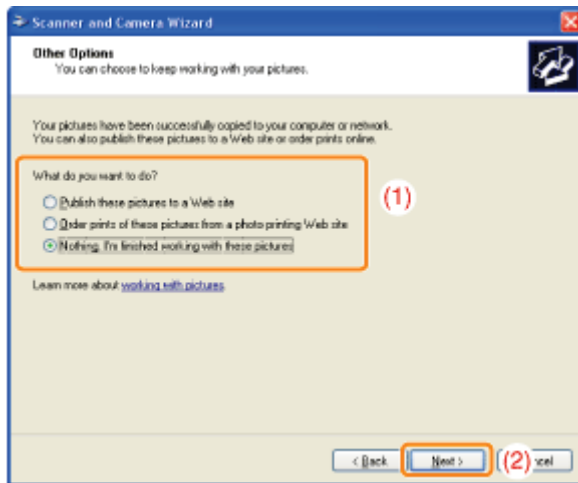 Scanner and Camera Wizard
Other Options
You can choose to keep working with your pictures.
Your pictures have been successfully copied to your computer or network.
You can also publish these pictures to a Web site or order prints online.
What do you want to do?
(1)
Publish these pictures to a Web site
Order prints of these pictures from a photo printing Web site
Nothing. I'm finished working with these pictures
Learn more about working with pictures.
< Back Next > (2) cel